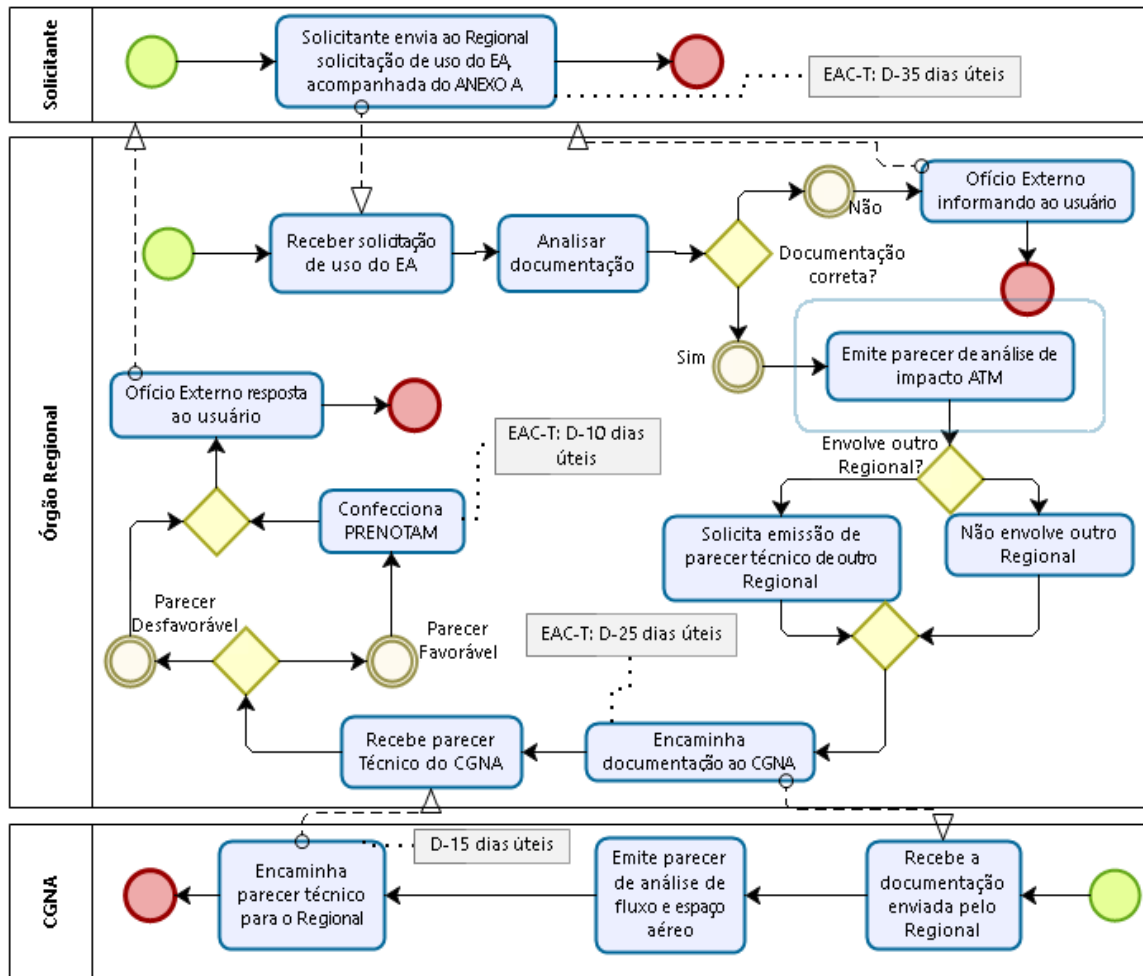 Solicitante
Solicitante envia ao Regional
solicitação de uso do EA,
acompanhada do ANEXO A
EAC-T: D-35 dias úteis
Órgão Regional
Receber solicitação
de uso do EA
Analisar
documentação
Documentação
correta?
Não
Ofício Externo
informando ao usuário
Sim
Emite parecer de análise de
impacto ATM
Envolve outro
Regional?
Solicita emissão de
parecer técnico de outro
Regional
Não envolve outro
Regional
Ofício Externo resposta
ao usuário
EAC-T: D-10 dias
úteis
Confecciona
PRENOTAM
Parecer
Desfavorável
Parecer
Favorável
EAC-T: D-25 dias úteis
Recebe parecer
Técnico do CGNA
Encaminha
documentação ao CGNA
CGNA
D-15 dias úteis
Encaminha
parecer técnico
para o Regional
Emite parecer
de análise de
fluxo e espaço
aéreo
Recebe a
documentação
enviada pelo
Regional